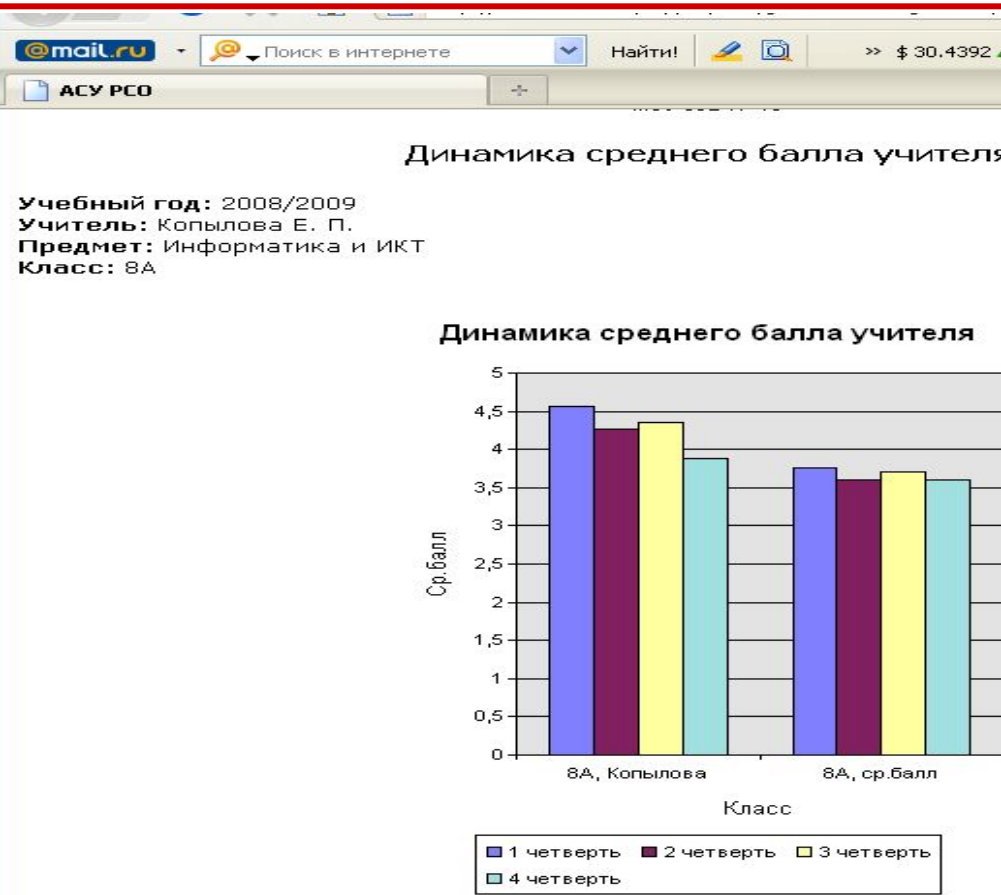 @mail.ru Поиск в интернете Найти! » $ 30.4392
АСУ РСО
Динамика среднего балла учителя
Учебный год: 2008/2009
Учитель: Копылова Е. П.
Предмет: Информатика и ИКТ
Класс: 8А
Динамика среднего балла учителя
5
4,5
4
3,5
3
2,5
2
1,5
1
0,5
0
Ср.балл
8А, Копылова 8А, ср.балл
Класс
1 четверть 2 четверть 3 четверть
4 четверть